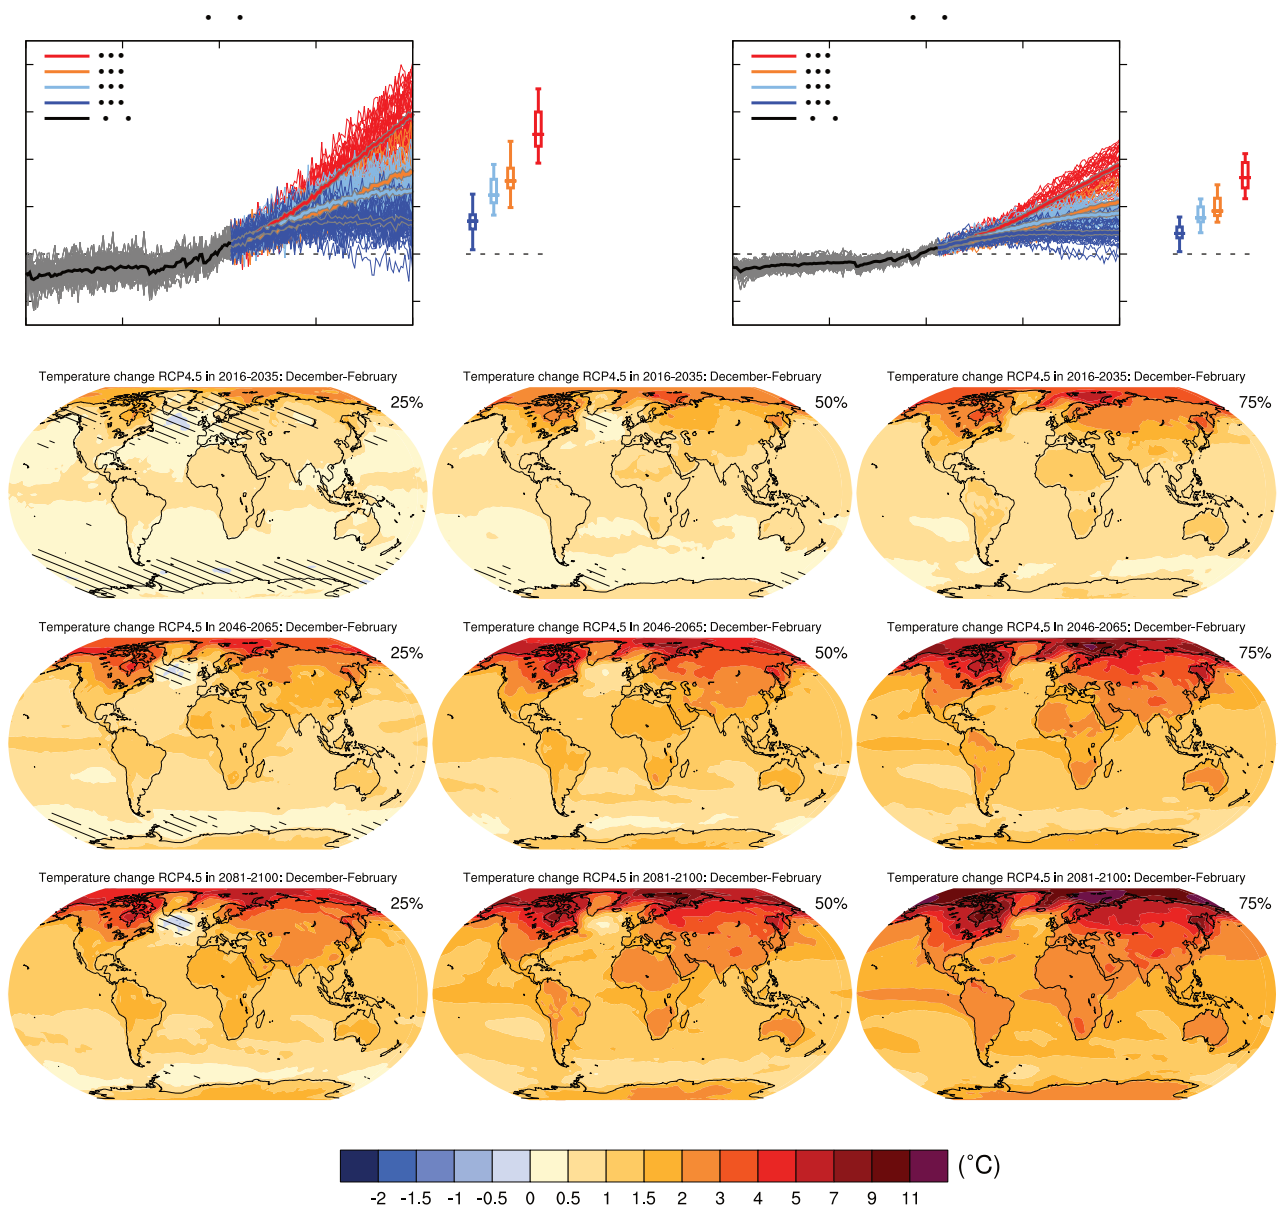 Temperature change RCP4.5 in 2016-2035: December-February
25%
Temperature change RCP4.5 in 2016-2035: December-February
50%
Temperature change RCP4.5 in 2016-2035: December-February
75%
Temperature change RCP4.5 in 2046-2065: December-February
25%
Temperature change RCP4.5 in 2046-2065: December-February
50%
Temperature change RCP4.5 in 2046-2065: December-February
75%
Temperature change RCP4.5 in 2081-2100: December-February
25%
Temperature change RCP4.5 in 2081-2100: December-February
50%
Temperature change RCP4.5 in 2081-2100: December-February
75%
-2 -1.5 -1 -0.5 0 0.5 1 1.5 2 3 4 5 7 9 11
(°C)